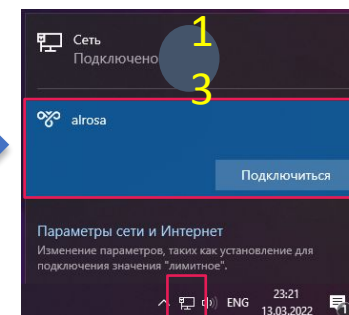 Сеть
1
Подключено
3
alrosa
Подключиться
Параметры сети и Интернет
Изменение параметров, таких как установление для
подключения значения "лимитное".
ENG
23:21
13.03.2022
1